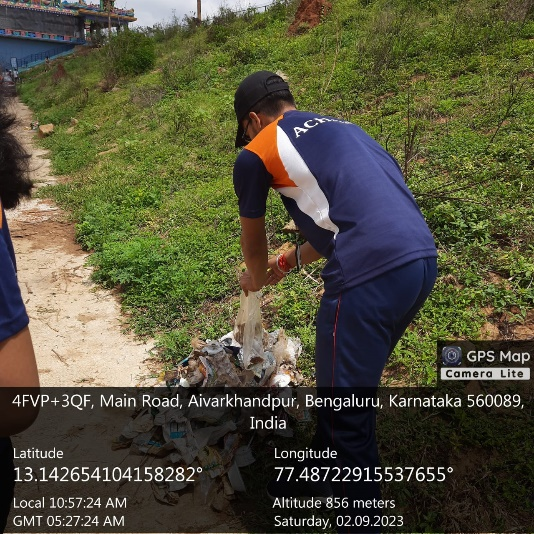 GPS Map
Camera Lite
4FVP+3QF, Main Road, Aivarkhandpur, Bengaluru, Karnataka 560089,
India
Latitude
13.142654104158282°
Longitude
77.48722915537655°
Local 10:57:24 AM
GMT 05:27:24 AM
Altitude 856 meters
Saturday, 02.09.2023